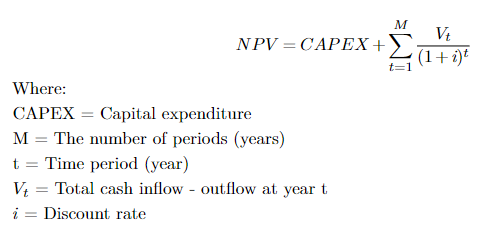 NPV = CAPEX + \sum_{t=1}^{M} \frac{V_t}{(1+i)^t}
Where:
CAPEX = Capital expenditure
M = The number of periods (years)
t = Time period (year)
V_t = Total cash inflow - outflow at year t
i = Discount rate